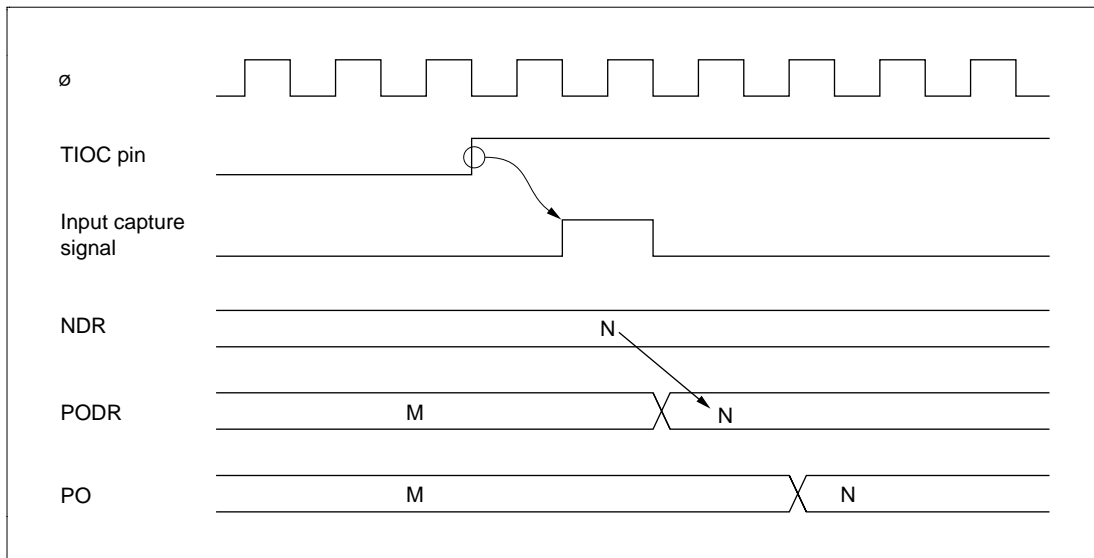 ø
TIOC pin
Input capture
signal
NDR
N
PODR
M
N
PO
M
N